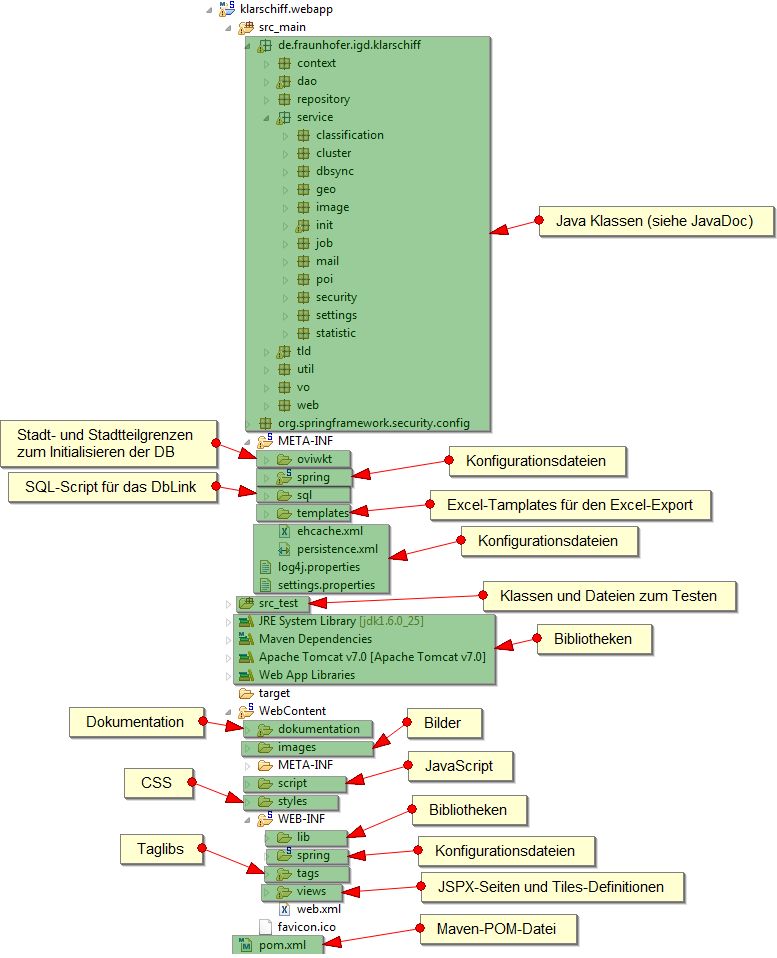 klarschiff.webapp
src_main
de.fraunhofer.igd.klarschiff
context
dao
repository
service
classification
cluster
dbsync
geo
image
init
job
mail
poi
security
settings
statistic
tld
util
vo
web
org.springframework.security.config
Java Klassen (siehe JavaDoc)
META-INF
Stadt- und Stadtteilgrenzen
zum Initialisieren der DB
oviwkt
spring
Konfigurationsdateien
SQL-Script für das DbLink
sql
templates
Excel-Tamplates für den Excel-Export
ehcache.xml
persistence.xml
log4j.properties
settings.properties
Konfigurationsdateien
src_test
Klassen und Dateien zum Testen
JRE System Library [jdk1.6.0_25]
Maven Dependencies
Apache Tomcat v7.0 [Apache Tomcat v7.0]
Web App Libraries
Bibliotheken
target
WebContent
Dokumentation
dokumentation
images
Bilder
META-INF
script
JavaScript
CSS
styles
WEB-INF
lib
Bibliotheken
spring
Konfigurationsdateien
Taglibs
tags
views
JSPX-Seiten und Tiles-Definitionen
web.xml
favicon.ico
pom.xml
Maven-POM-Datei